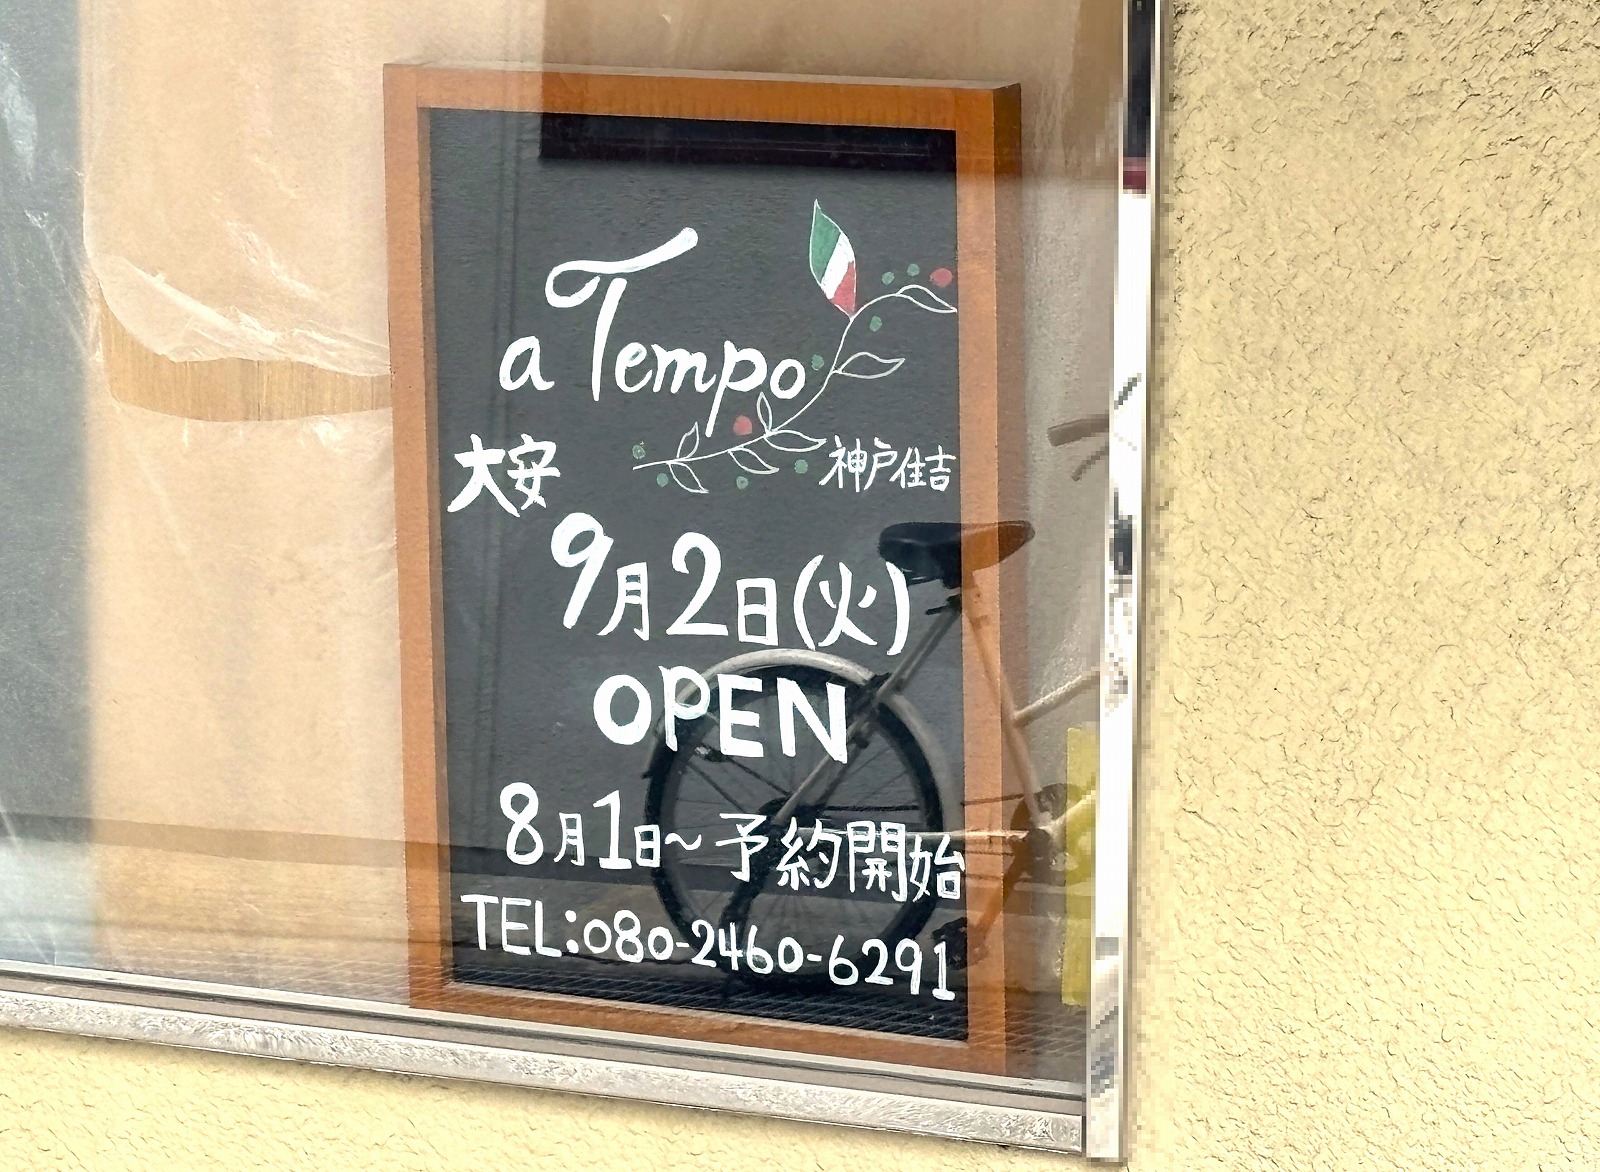 a Tempo
大安 神戸住吉
9月2日(火)
OPEN
8月1日~予約開始
TEL:080-2460-6291